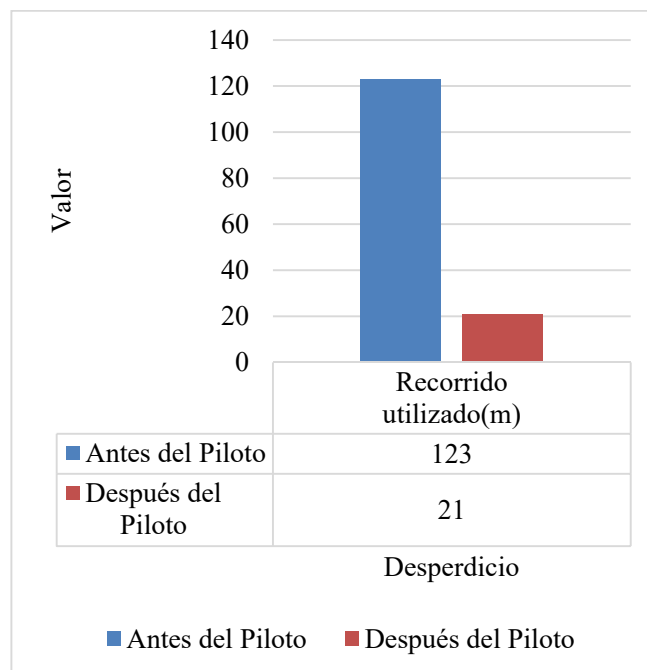 140
120
100
80
60
40
20
0
Valor
Recorrido
utilizado(m)
Antes del Piloto 123
Después del
Piloto 21
Desperdicio
Antes del Piloto Después del Piloto